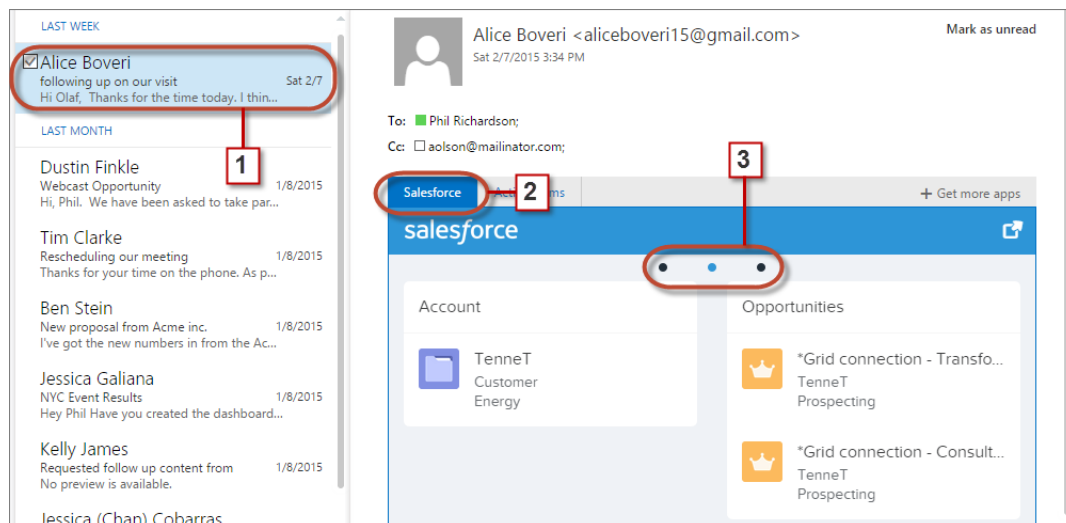 LAST WEEK
Alice Boveri
following up on our visit Sat 2/7
Hi Olaf, Thanks for the time today. I thin...
LAST MONTH
1
Dustin Finkle
Webcast Opportunity 1/8/2015
Hi, Phil. We have been asked to take par...
Tim Clarke
Rescheduling our meeting 1/8/2015
Thanks for your time on the phone. As p...
Ben Stein
New proposal from Acme inc. 1/8/2015
I've got the new numbers in from the Ac...
Jessica Galiana
NYC Event Results 1/8/2015
Hey Phil Have you created the dashboard...
Kelly James
Requested follow up content from 1/8/2015
No preview is available.
Jessica (Chan) Cobarras
Alice Boveri <aliceboveri15@gmail.com> Mark as unread
Sat 2/7/2015 3:34 PM
To: Phil Richardson;
Cc: aolson@mailinator.com;
3
Salesforce 2 + Get more apps
salesforce
Account
TenneT
Customer
Energy
Opportunities
*Grid connection - Transfo...
TenneT
Prospecting
*Grid connection - Consult...
TenneT
Prospecting